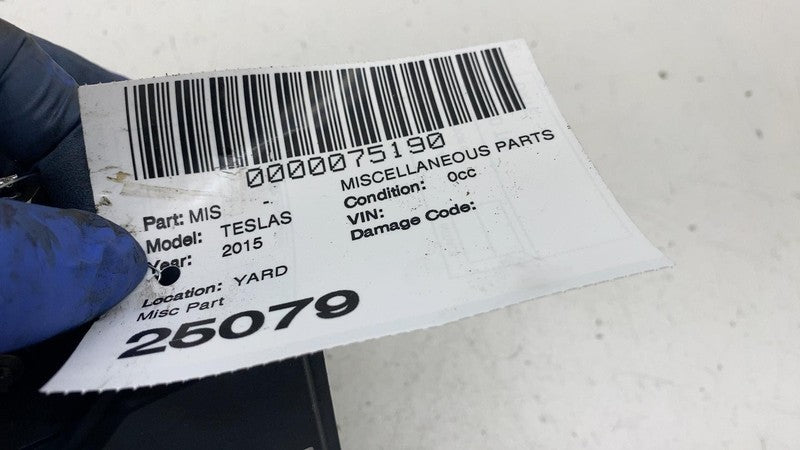 0000075190
MISCELLANEOUS PARTS
Part: MIS -
Condition: 0cc
Model: TESLAS
VIN:
Year: 2015
Damage Code:
Location: YARD
Misc Part
25079